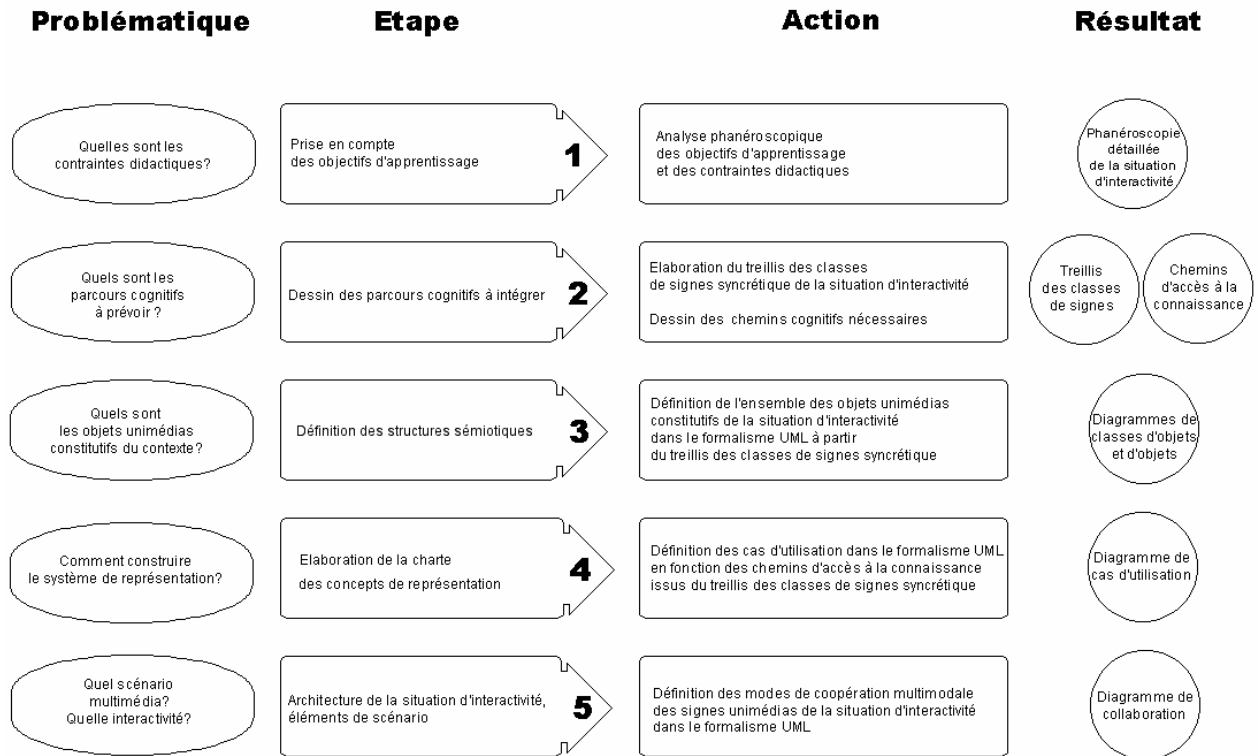 Problématique
Etape
Action
Résultat
Quelles sont les
contraintes didactiques?
Prise en compte
des objectifs d'apprentissage
1
Analyse phanéroscopique
des objectifs d'apprentissage
et des contraintes didactiques
Phanéroscopie
détaillée
de la situation
d'interactivité
Quels sont les
parcours cognitifs
à prévoir ?
Dessin des parcours cognitifs à intégrer
2
Elaboration du treillis des classes
de signes syncrétique de la situation d'interactivité
Dessin des chemins cognitifs nécessaires
Treillis
des classes
de signes
Chemins
d'accès à la
connaissance
Quels sont
les objets unimédias
constitutifs du contexte?
Définition des structures sémiotiques
3
Définition de l'ensemble des objets unimédias
constitutifs de la situation d'interactivité
dans le formalisme UML à partir
du treillis des classes de signes syncrétique
Diagrammes de
classes d'objets
et d'objets
Comment construire
le système de représentation?
Elaboration de la charte
des concepts de représentation
4
Définition des cas d'utilisation dans le formalisme UML
en fonction des chemins d'accès à la connaissance
issus du treillis des classes de signes syncrétique
Diagramme de
cas d'utilisation
Quel scénario
multimédia?
Quelle interactivité?
Architecture de la situation d'interactivité,
éléments de scénario
5
Définition des modes de coopération multimodale
des signes unimédias de la situation d'interactivité
dans le formalisme UML
Diagramme de
collaboration